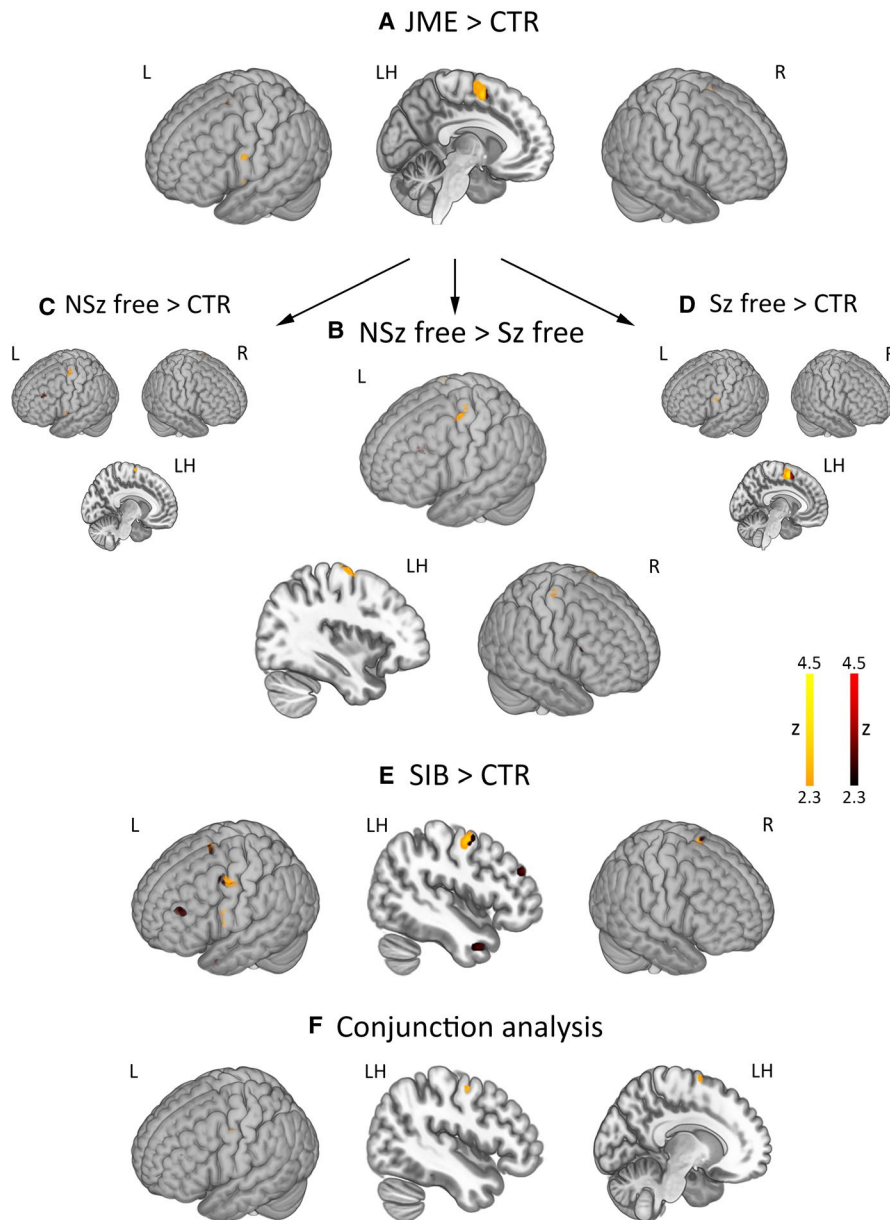 A JME > CTR
L
LH
R
C NSz free > CTR
B NSz free > Sz free
D Sz free > CTR
L
R
L
L
R
LH
LH
LH
R
4.5
4.5
z
z
2.3
2.3
E SIB > CTR
L
LH
R
F Conjunction analysis
L
LH
LH